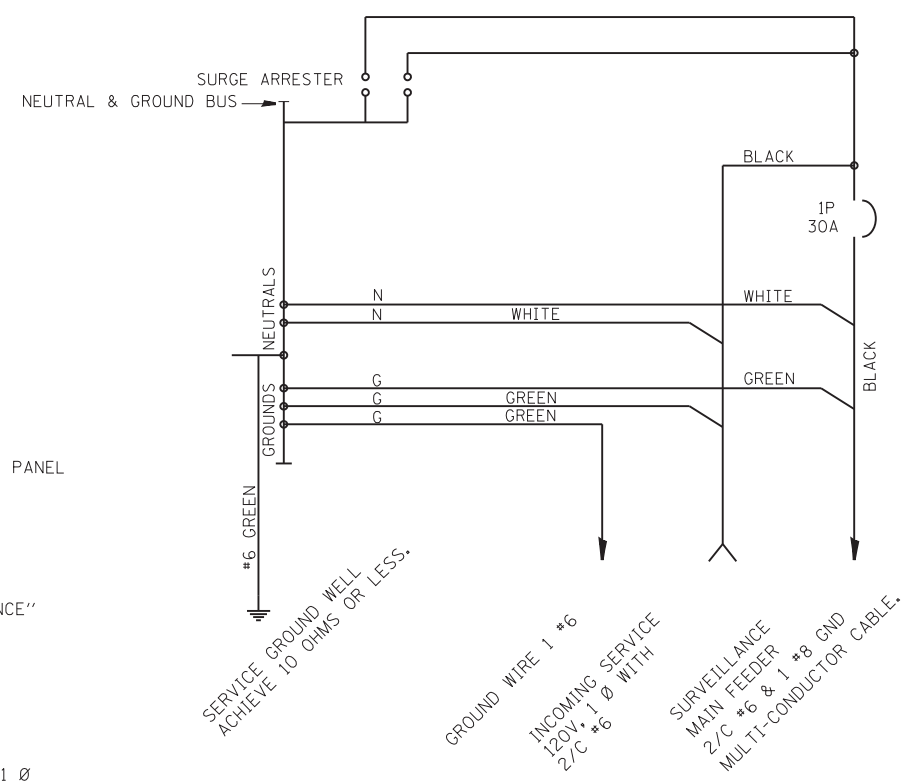 SURGE ARRESTER
NEUTRAL & GROUND BUS
BLACK
1P
30A
NEUTRALS
N
WHITE
N
WHITE
BLACK
GROUNDS
G
GREEN
G
GREEN
G
GREEN
PANEL
#6 GREEN
NCE"
SERVICE GROUND WELL
ACHIEVE 10 OHMS OR LESS.
GROUND WIRE 1 #6
INCOMING SERVICE
120V, 1 Ø WITH
2/C #6
SURVEILLANCE
MAIN FEEDER
2/C #6 & 1 #8 GND
MULTI-CONDUCTOR CABLE.
1 Ø